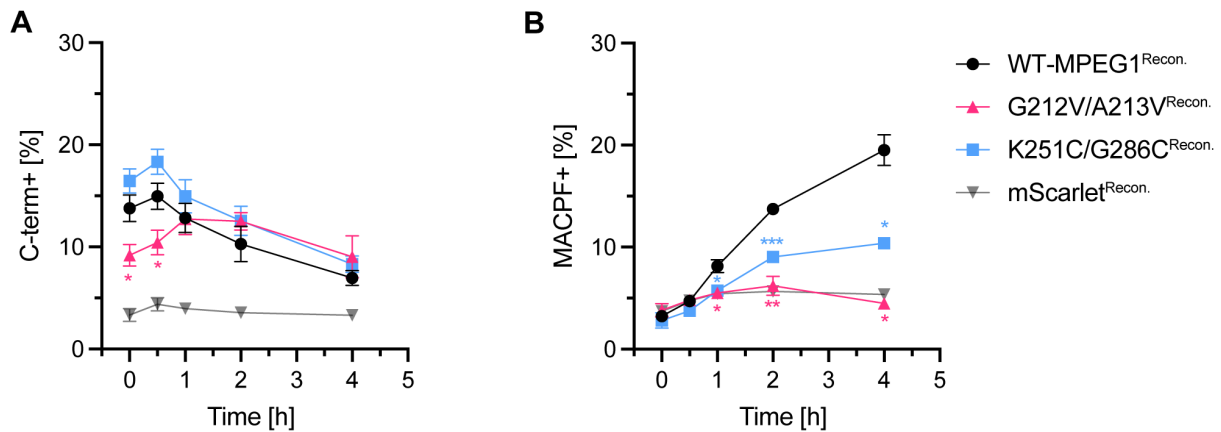 A
C-term+ [%]
30
20
10
0
*
*
0
1
2
3
4
5
Time [h]
B
MACPF+ [%]
30
20
10
0
*
***
*
*
**
*
0
1
2
3
4
5
Time [h]
WT-MPEG1Recon.
G212V/A213VRecon.
K251C/G286CRecon.
mScarletRecon.